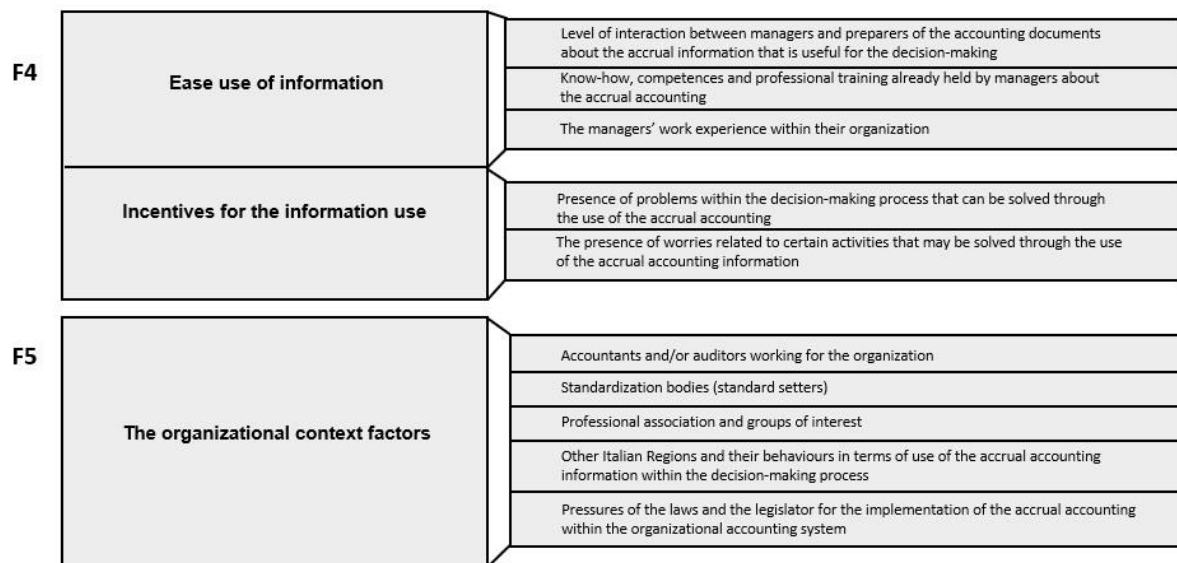 F4
Ease use of information
Level of interaction between managers and preparers of the accounting documents
about the accrual information that is useful for the decision-making
Know-how, competences and professional training already held by managers about
the accrual accounting
The managers' work experience within their organization
Incentives for the information use
Presence of problems within the decision-making process that can be solved through
the use of the accrual accounting
The presence of worries related to certain activities that may be solved through the use
of the accrual accounting information
F5
The organizational context factors
Accountants and/or auditors working for the organization
Standardization bodies (standard setters)
Professional association and groups of interest
Other Italian Regions and their behaviours in terms of use of the accrual accounting
information within the decision-making process
Pressures of the laws and the legislator for the implementation of the accrual accounting
within the organizational accounting system